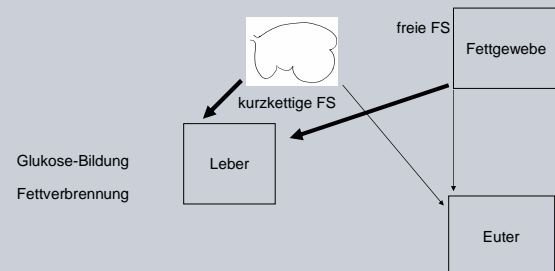 freie FS
Fettgewebe
kurzkettige FS
Glukose-Bildung
Leber
Fettverbrennung
Euter